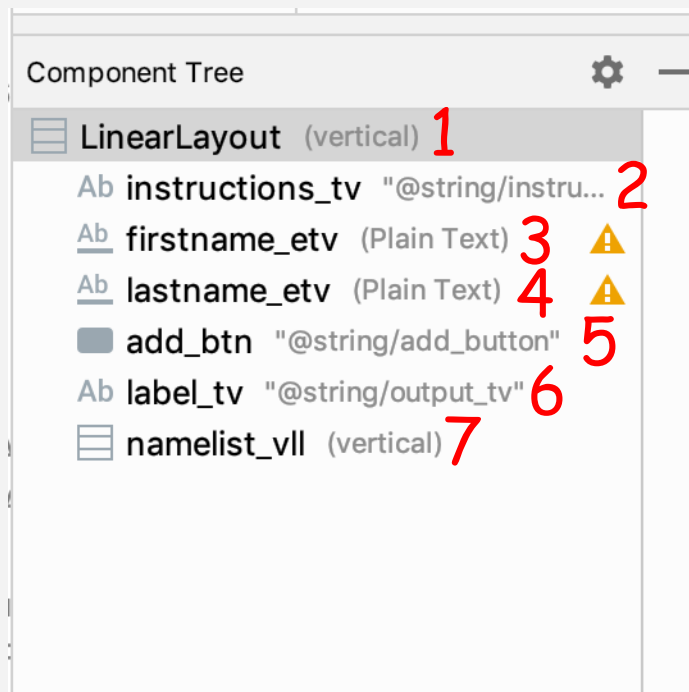 Component Tree
LinearLayout (vertical) 1
Ab instructions_tv "@string/instru... 2
Ab firstname_etv (Plain Text) 3
Ab lastname_etv (Plain Text) 4
add_btn "@string/add_button" 5
Ab label_tv "@string/output_tv" 6
namelist_vll (vertical) 7